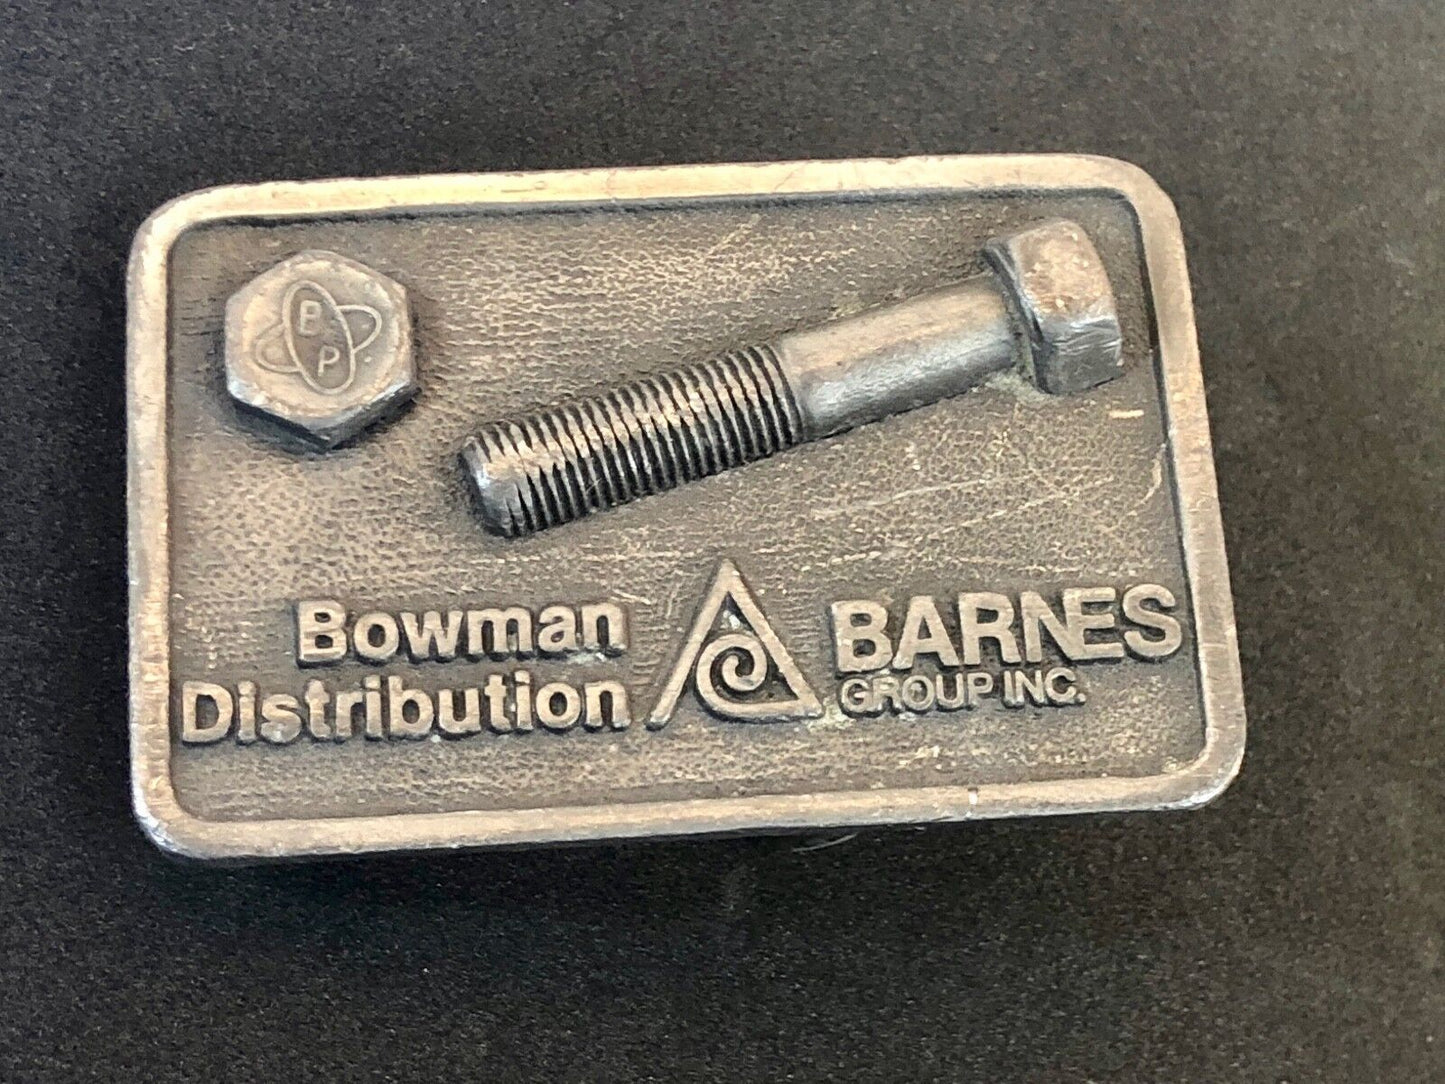 B
P
Bowman
Distribution
BARNES
GROUP INC.